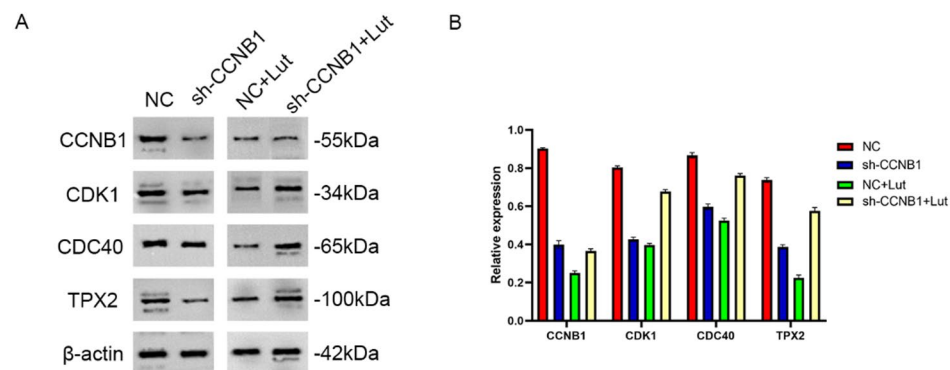 A
NC
sh-CCNB1
NC+Lut
sh-CCNB1+Lut
CCNB1
-55kDa
CDK1
-34kDa
CDC40
-65kDa
TPX2
-100kDa
β-actin
-42kDa
B
Relative expression
1.0
0.8
0.6
0.4
0.2
0.0
CCNB1
CDK1
CDC40
TPX2
NC
sh-CCNB1
NC+Lut
sh-CCNB1+Lut